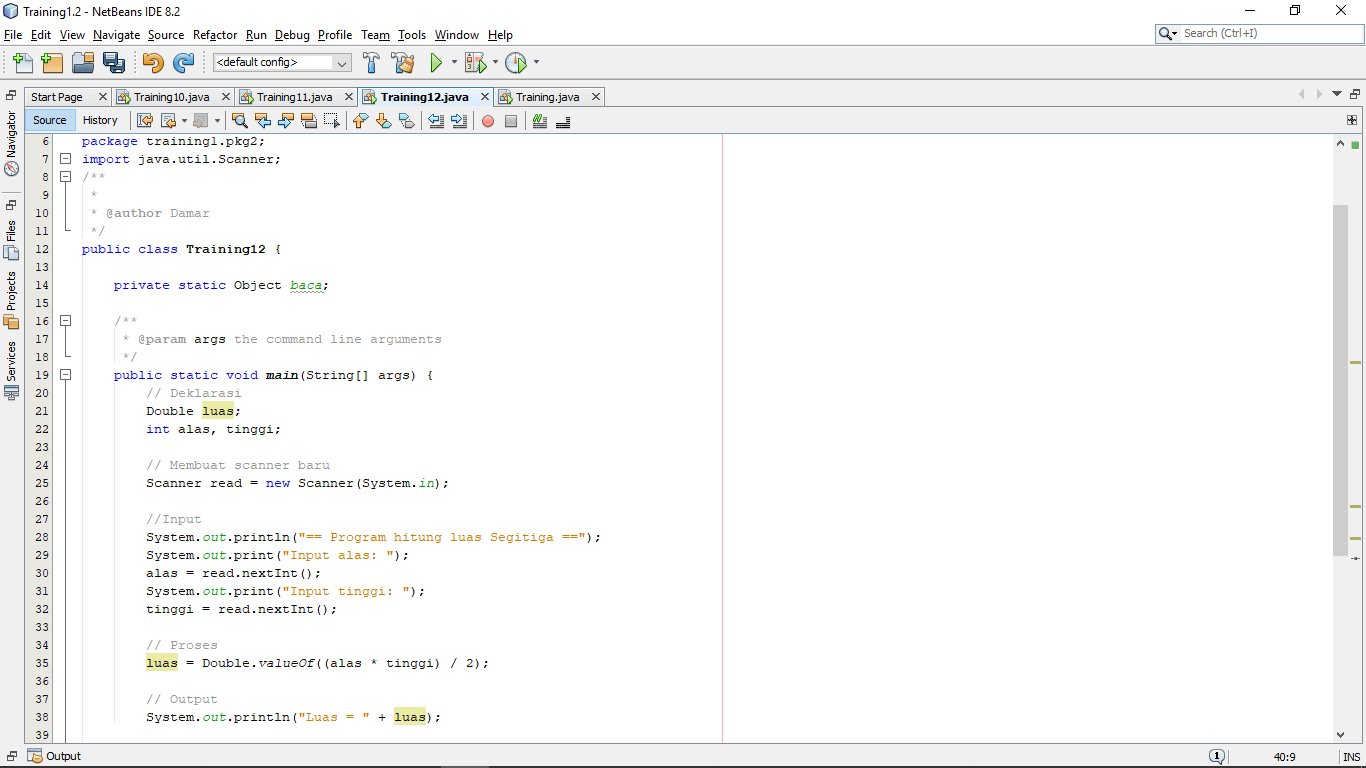 Training1.2 - NetBeans IDE 8.2
File Edit View Navigate Source Refactor Run Debug Profile Team Tools Window Help
Search (Ctrl+I)
<default config>
Start Page Training10.java Training11.java Training12.java Training.java
Source History
Navigator
Files
Projects
Services
6 package training1.pkg2;
7 import java.util.Scanner;
8 /**
9 *
10 * @author Damar
11 */
12 public class Training12 {
13
14 private static Object baca;
15
16 /**
17 * @param args the command line arguments
18 */
19 public static void main(String[] args) {
20 // Deklarasi
21 Double luas;
22 int alas, tinggi;
23
24 // Membuat scanner baru
25 Scanner read = new Scanner(System.in);
26
27 //Input
28 System.out.println("== Program hitung luas Segitiga ==");
29 System.out.print("Input alas: ");
30 alas = read.nextInt();
31 System.out.print("Input tinggi: ");
32 tinggi = read.nextInt();
33
34 // Proses
35 luas = Double.valueOf((alas * tinggi) / 2);
36
37 // Output
38 System.out.println("Luas = " + luas);
39
Output
1
40:9
INS